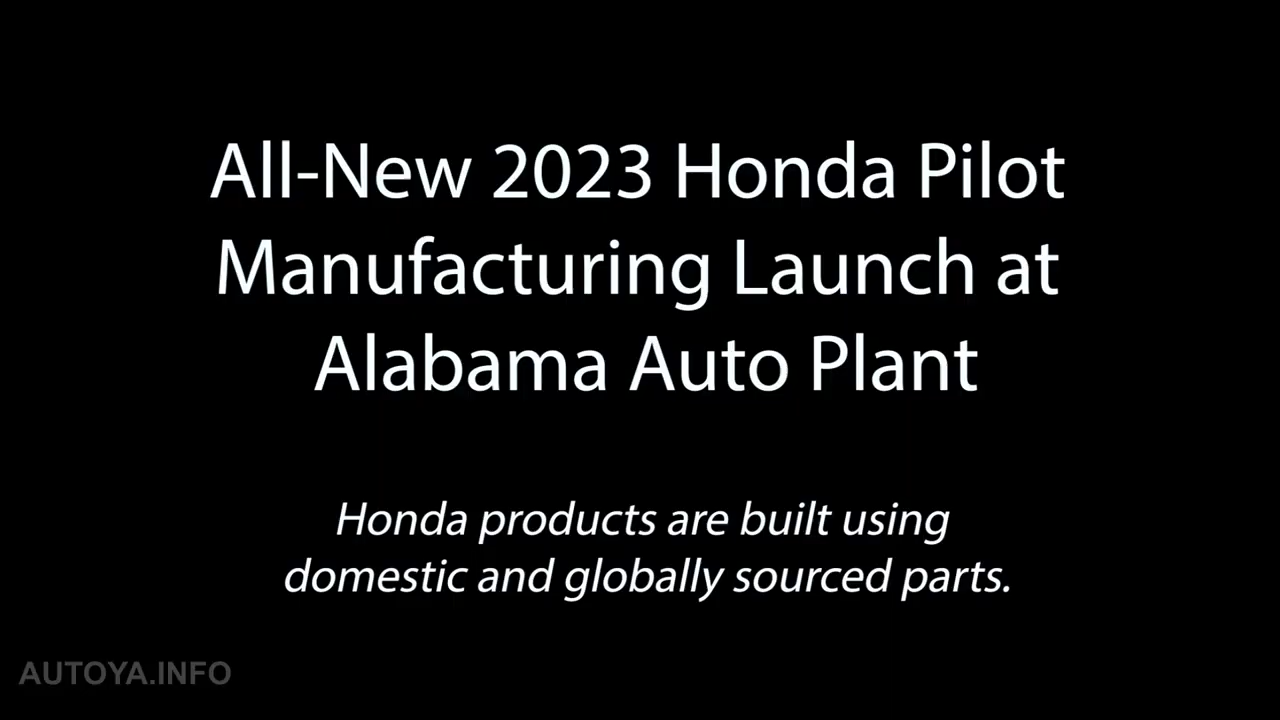 All-New 2023 Honda Pilot
Manufacturing Launch at
Alabama Auto Plant
Honda products are built using
domestic and globally sourced parts.
AUTOYA.INFO